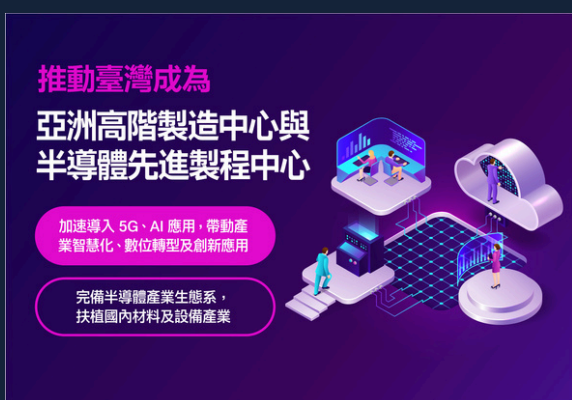 推動臺灣成為
亞洲高階製造中心與
半導體先進製程中心
加速導入 5G、AI 應用，帶動產
業智慧化、數位轉型及創新應用
完備半導體產業生態系，
扶植國內材料及設備產業